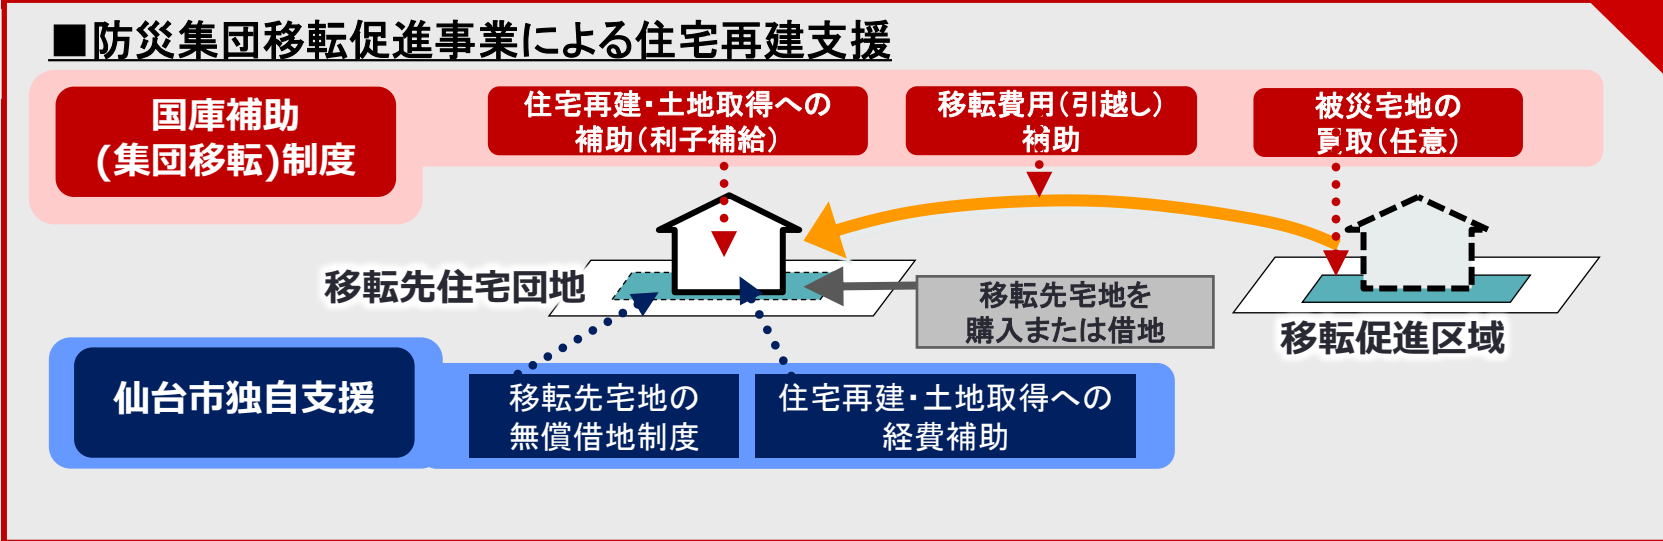 ■防災集団移転促進事業による住宅再建支援
国庫補助
(集団移転)制度
住宅再建・土地取得への
補助(利子補給)
移転費用(引越し)
補助
被災宅地の
買取(任意)
移転先住宅団地
移転先宅地を
購入または借地
移転促進区域
仙台市独自支援
移転先宅地の
無償借地制度
住宅再建・土地取得への
経費補助